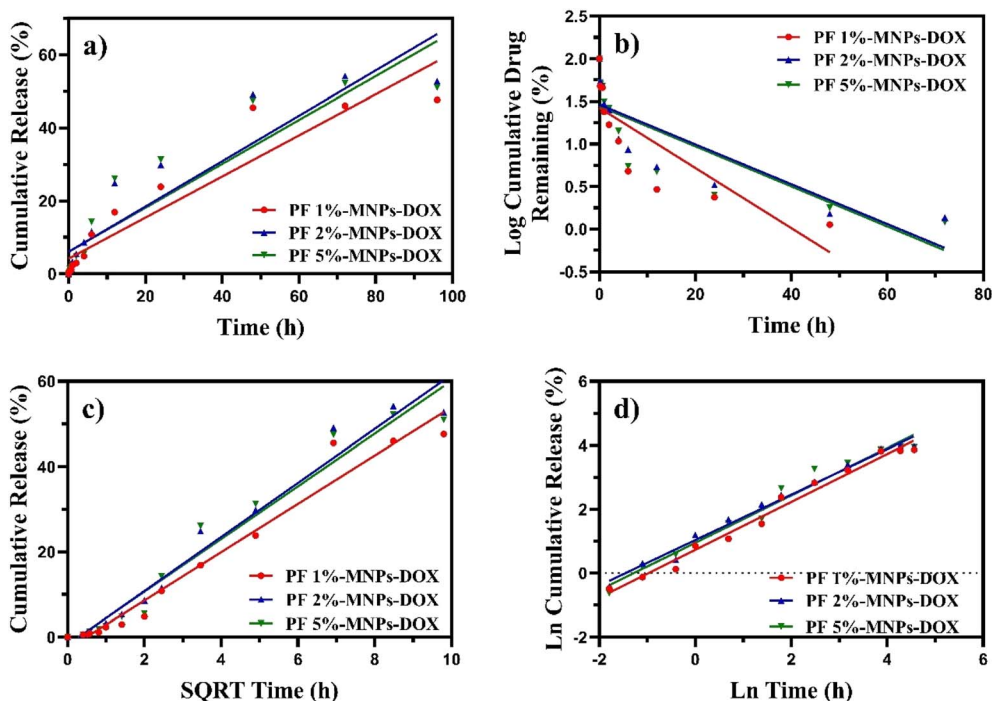 a)
Cumulative Release (%)
60
40
20
0
0 20 40 60 80 100
Time (h)
PF 1%-MNPs-DOX
PF 2%-MNPs-DOX
PF 5%-MNPs-DOX
b)
Log Cumulative Drug
Remaining (%)
2.5
2.0
1.5
1.0
0.5
0.0
-0.5
0 20 40 60 80
Time (h)
PF 1%-MNPs-DOX
PF 2%-MNPs-DOX
PF 5%-MNPs-DOX
c)
Cumulative Release (%)
60
40
20
0
0 2 4 6 8 10
SQRT Time (h)
PF 1%-MNPs-DOX
PF 2%-MNPs-DOX
PF 5%-MNPs-DOX
d)
Ln Cumulative Release (%)
6
4
2
0
-2
-2 0 2 4 6
Ln Time (h)
PF 1%-MNPs-DOX
PF 2%-MNPs-DOX
PF 5%-MNPs-DOX